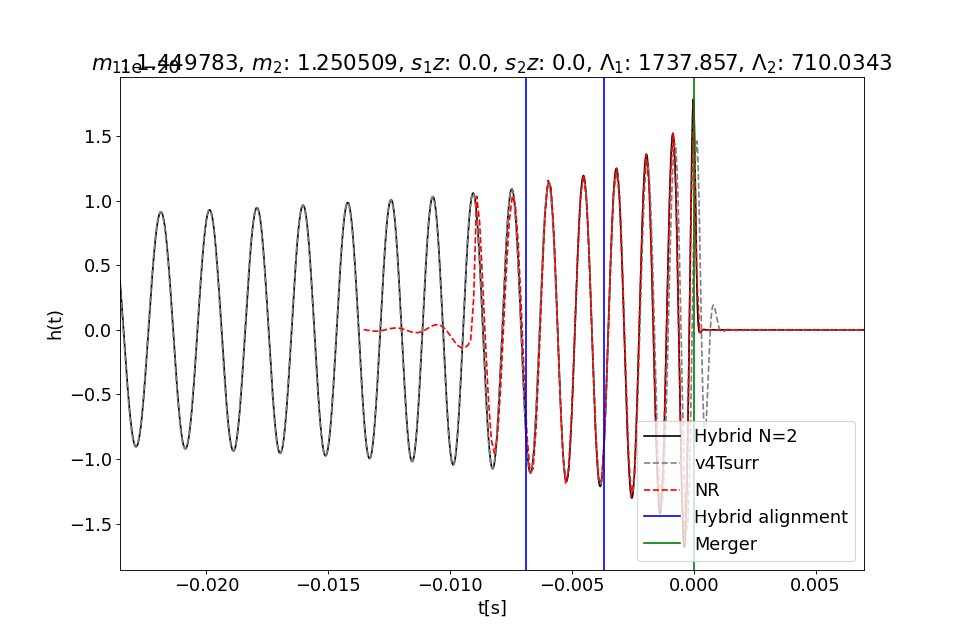 m₁: 1.449783, m₂: 1.250509, s₁z: 0.0, s₂z: 0.0, Λ₁: 1737.857, Λ₂: 710.0343
1e−20
1.5
1.0
0.5
0.0
−0.5
−1.0
−1.5
h(t)
Hybrid N=2
v4Tsurr
NR
Hybrid alignment
Merger
−0.020
−0.015
−0.010
−0.005
0.000
0.005
t[s]